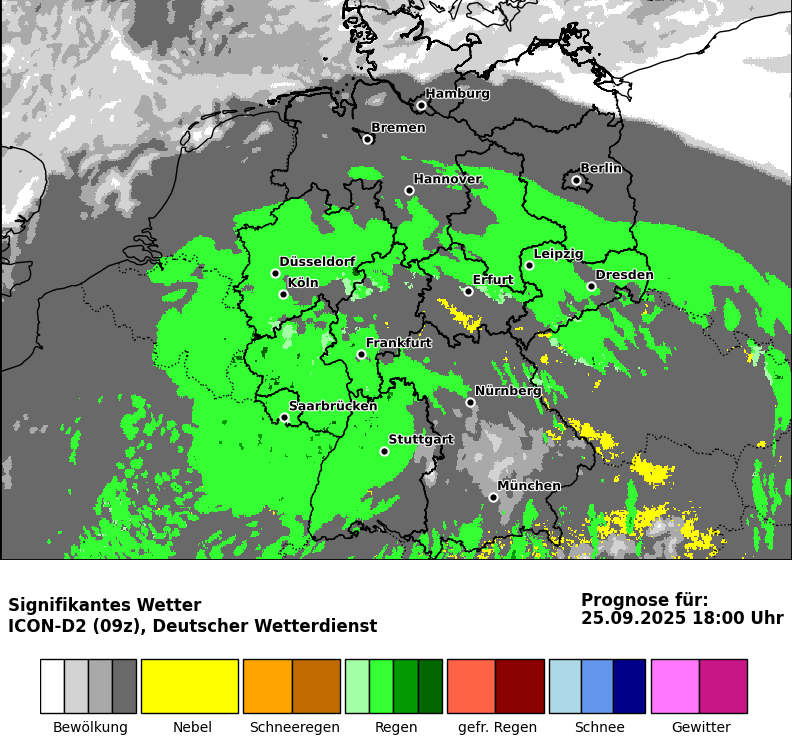 Hamburg
Bremen
Berlin
Hannover
Düsseldorf
Leipzig
Köln
Erfurt
Dresden
Frankfurt
Nürnberg
Saarbrücken
Stuttgart
München
Signifikantes Wetter
ICON-D2 (09z), Deutscher Wetterdienst
Prognose für:
25.09.2025 18:00 Uhr
Bewölkung
Nebel
Schneeregen
Regen
gefr. Regen
Schnee
Gewitter